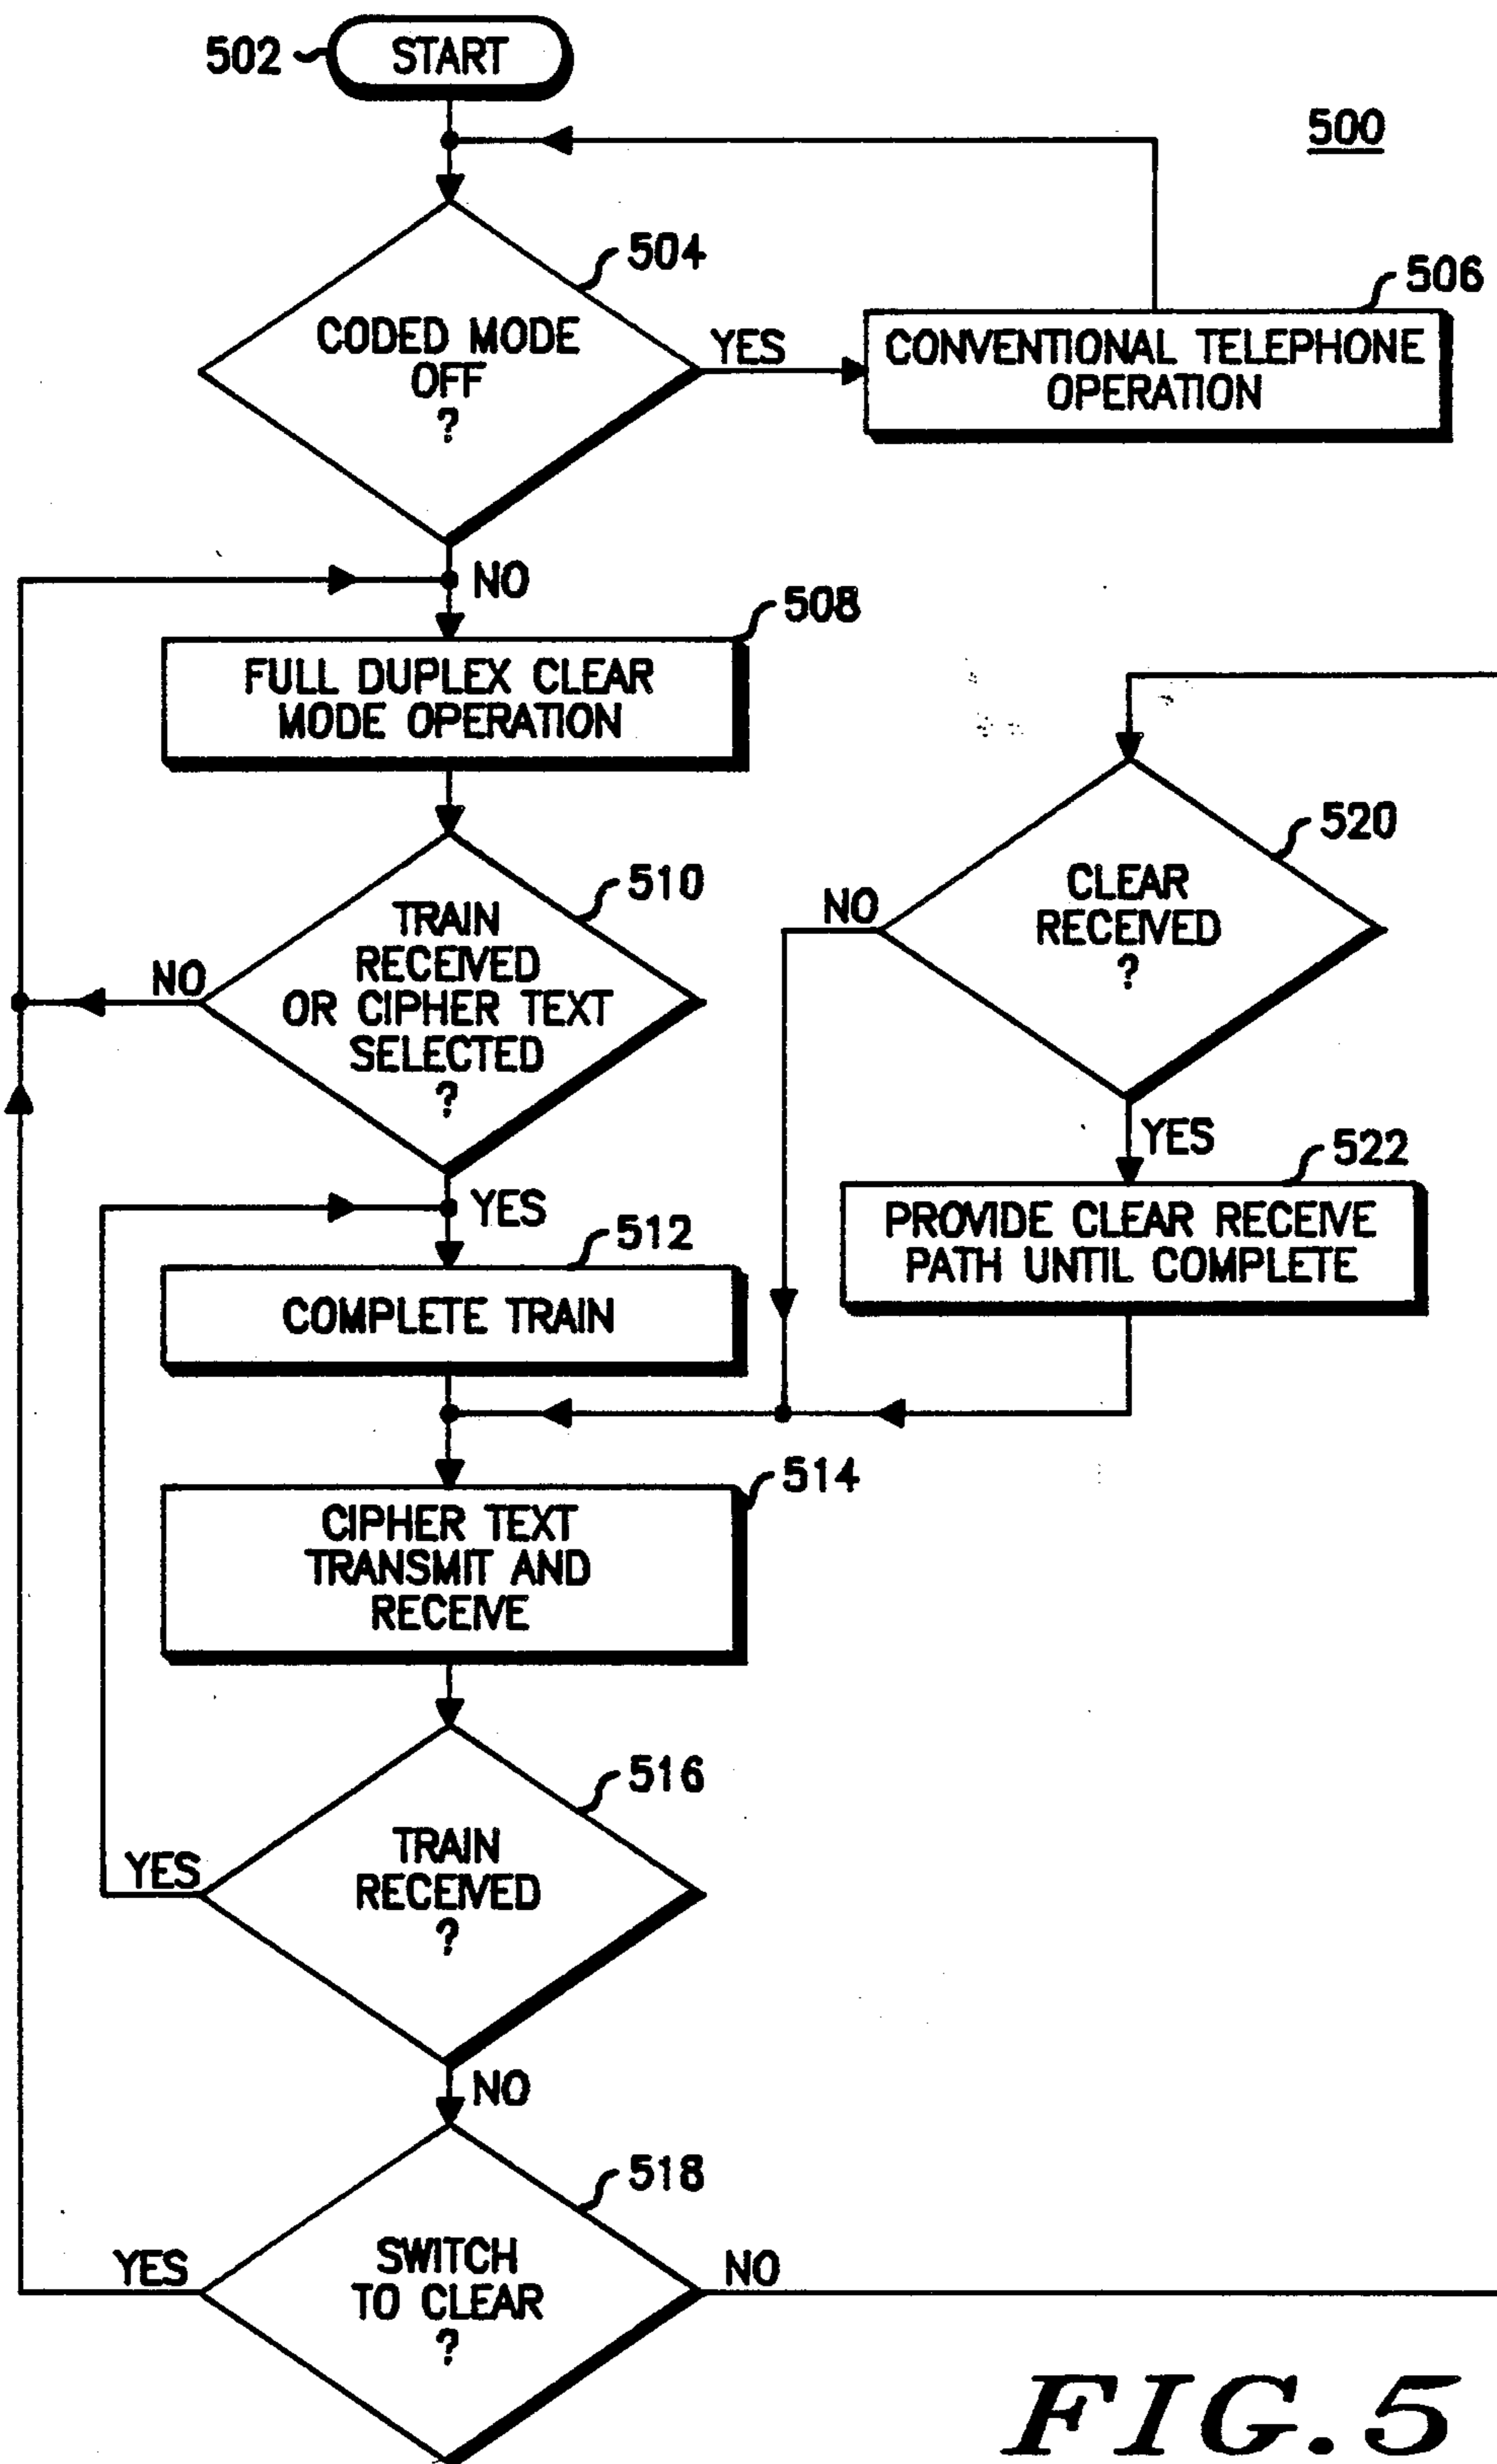 502
START
500
504
CODED MODE
OFF
?
YES
506
CONVENTIONAL TELEPHONE
OPERATION
NO
508
FULL DUPLEX CLEAR
MODE OPERATION
510
TRAIN
RECEIVED
OR CIPHER TEXT
SELECTED
?
NO
YES
512
COMPLETE TRAIN
514
CIPHER TEXT
TRANSMIT AND
RECEIVE
516
TRAIN
RECEIVED
?
YES
NO
518
SWITCH
TO CLEAR
?
YES
NO
520
CLEAR
RECEIVED
?
NO
YES
522
PROVIDE CLEAR RECEIVE
PATH UNTIL COMPLETE
FIG.5